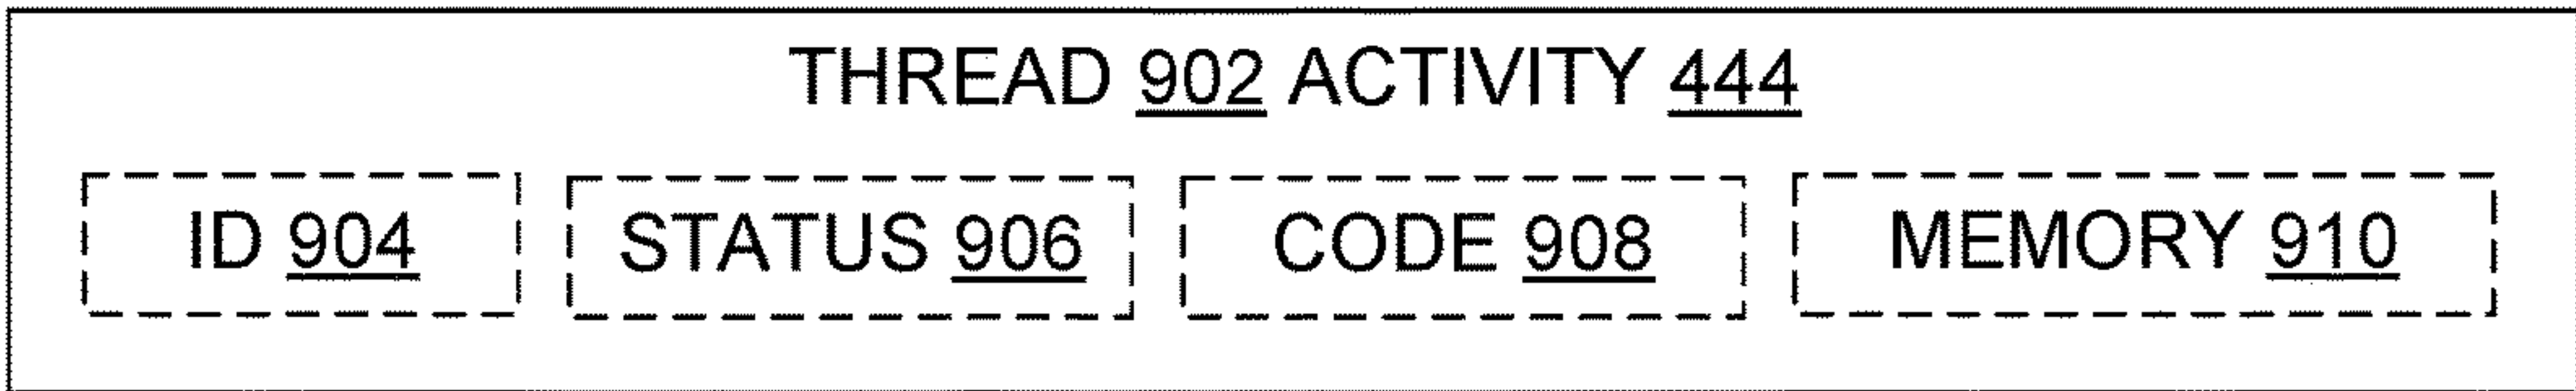 THREAD 902 ACTIVITY 444
ID 904 STATUS 906 CODE 908 MEMORY 910